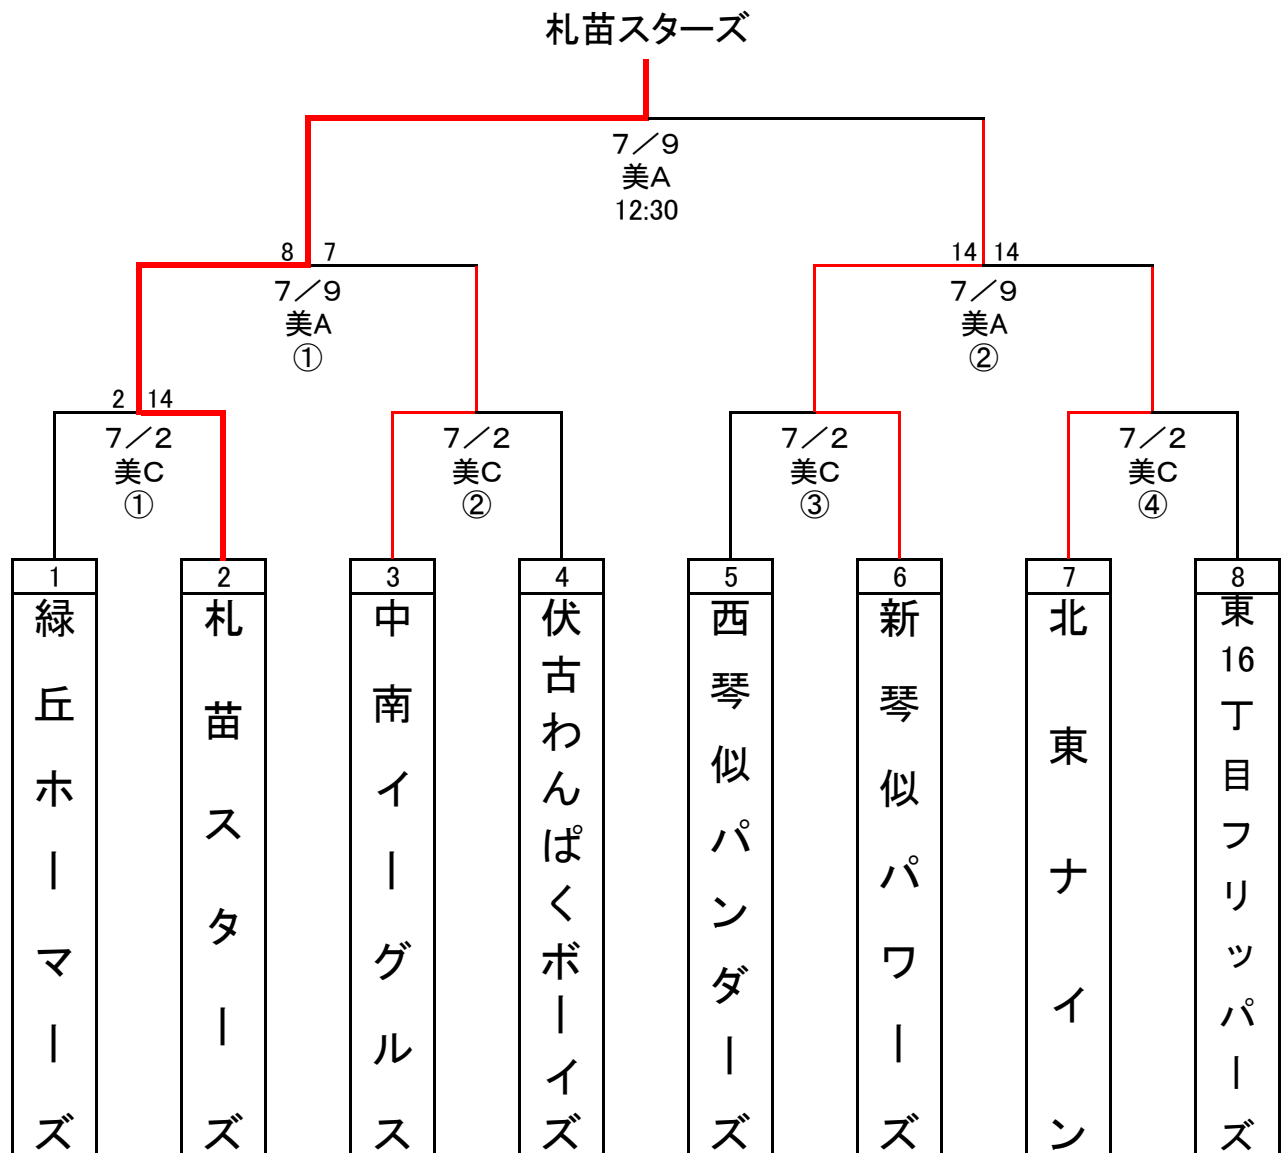 札苗スターズ
7／9
美A
12:30
8 7
7／9
美A
①
14 14
7／9
美A
②
2 14
7／2
美C
①
7／2
美C
②
7／2
美C
③
7／2
美C
④
1
緑丘ホーマーズ
2
札苗スターズ
3
中南イーグルス
4
伏古わんぱくボーイズ
5
西琴似パンダーズ
6
新琴似パワーズ
7
北東ナイン
8
東16丁目フリッパーズ